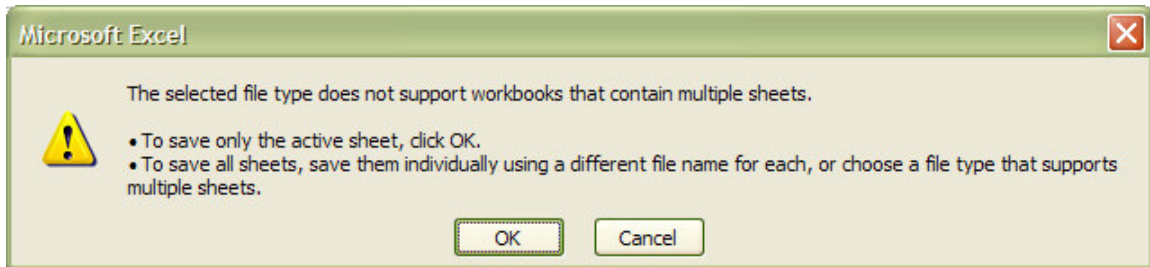 Microsoft Excel
The selected file type does not support workbooks that contain multiple sheets.
• To save only the active sheet, click OK.
• To save all sheets, save them individually using a different file name for each, or choose a file type that supports
multiple sheets.
OK
Cancel